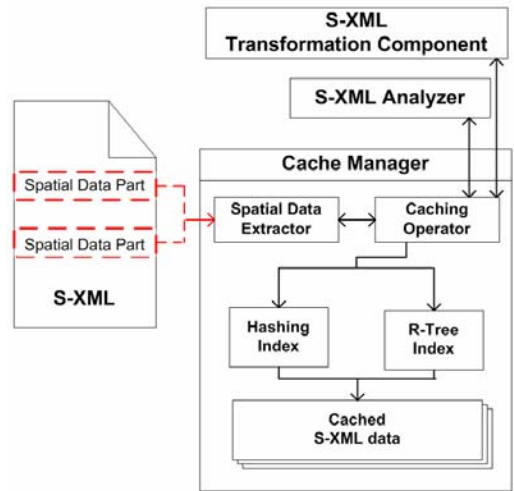 S-XML
Transformation Component
S-XML Analyzer
Cache Manager
Spatial Data Part
Spatial Data Part
S-XML
Spatial Data
Extractor
Caching
Operator
Hashing
Index
R-Tree
Index
Cached
S-XML data